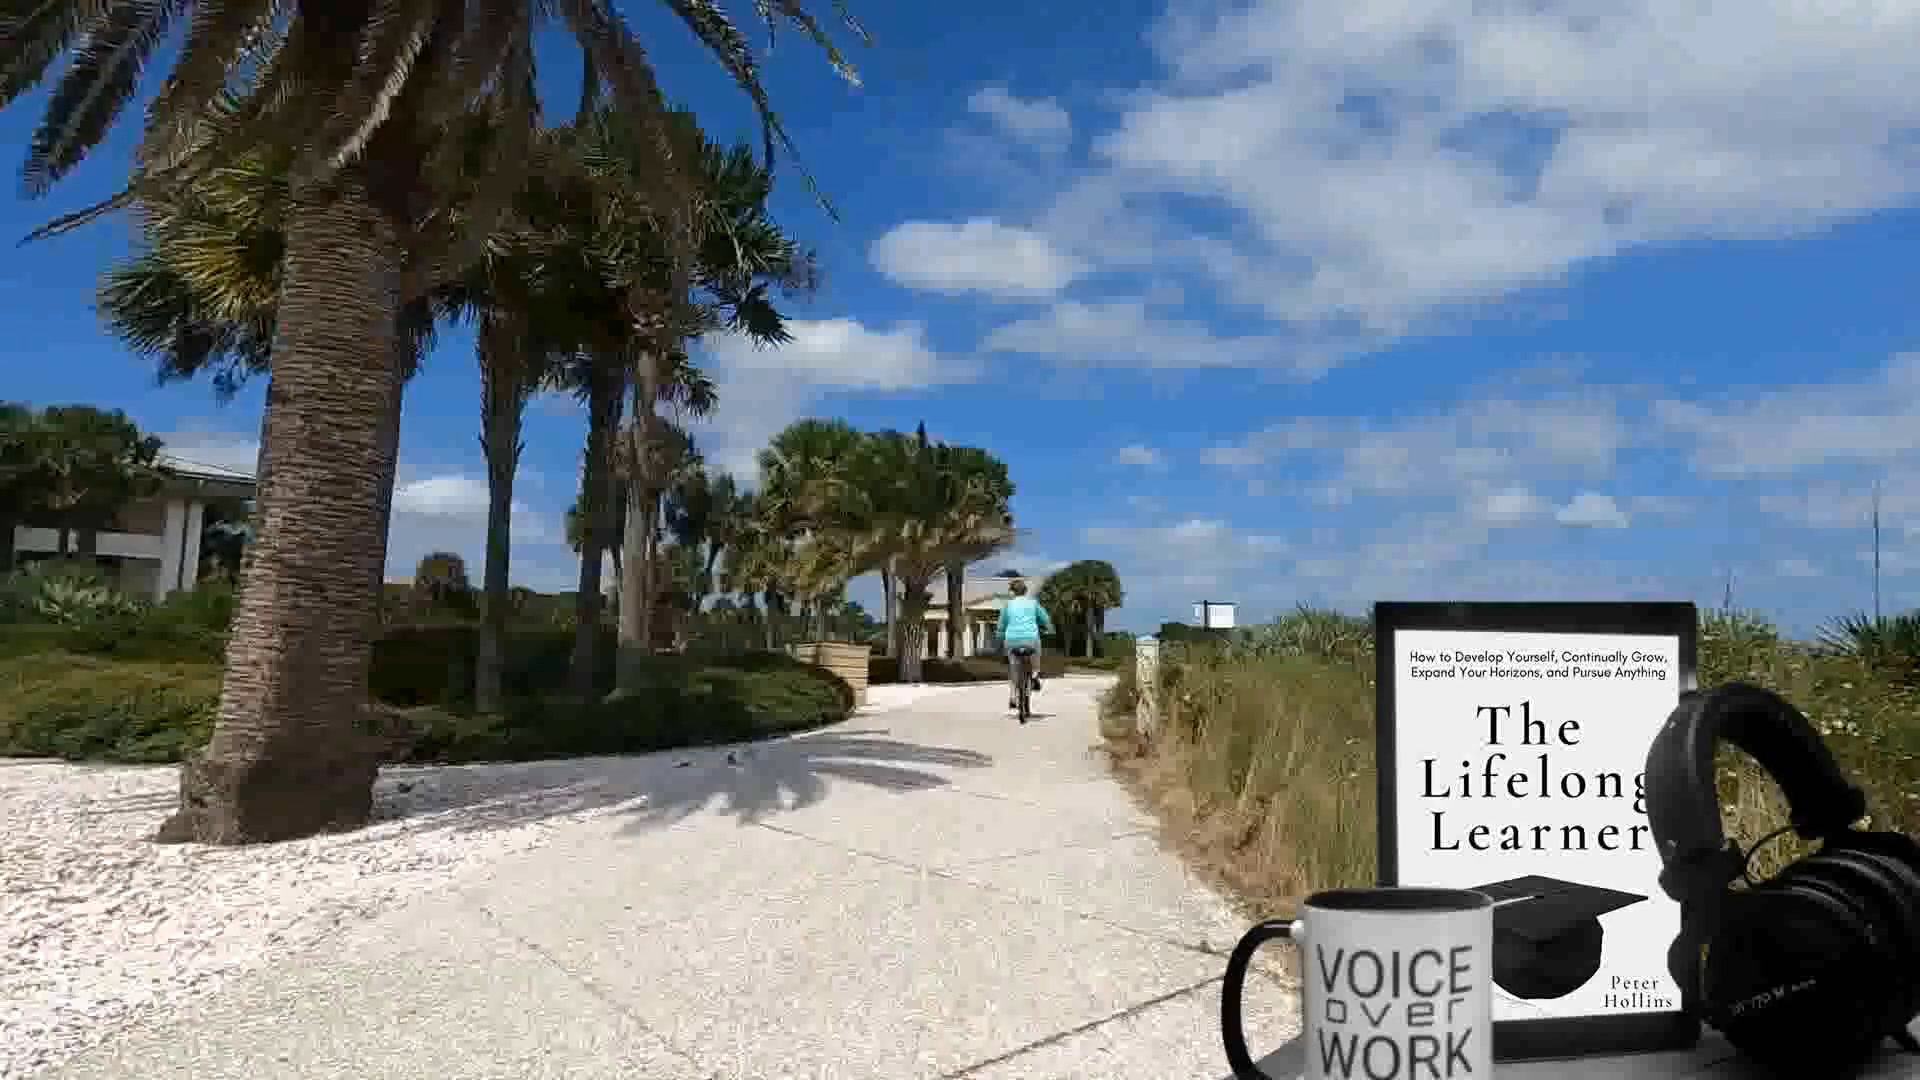 How to Develop Yourself, Continually Grow,
Expand Your Horizons, and Pursue Anything
The
Lifelong
Learner
Peter
Hollins
VOICE
over
WORK